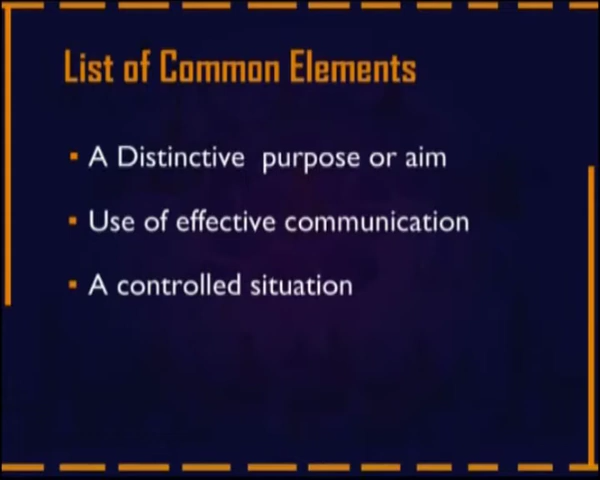 List of Common Elements
▪ A Distinctive purpose or aim
▪ Use of effective communication
▪ A controlled situation